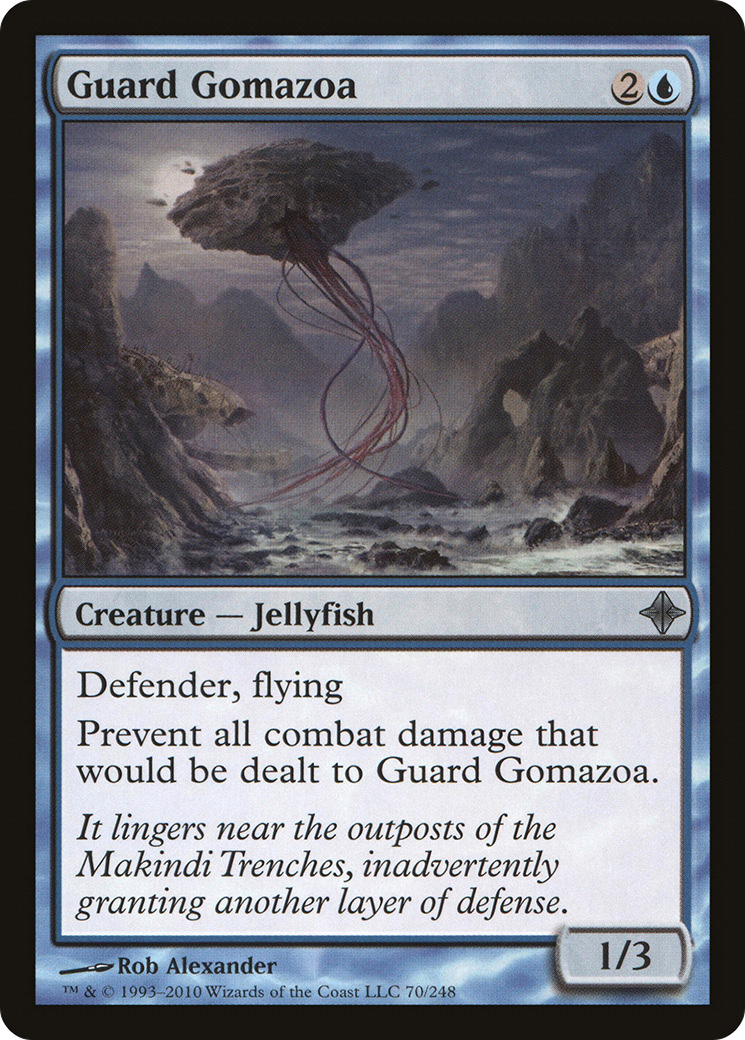 Guard Gomazoa 2
Creature — Jellyfish
Defender, flying
Prevent all combat damage that
would be dealt to Guard Gomazoa.
It lingers near the outposts of the
Makindi Trenches, inadvertently
granting another layer of defense.
1/3
Rob Alexander
™ & © 1993–2010 Wizards of the Coast LLC 70/248